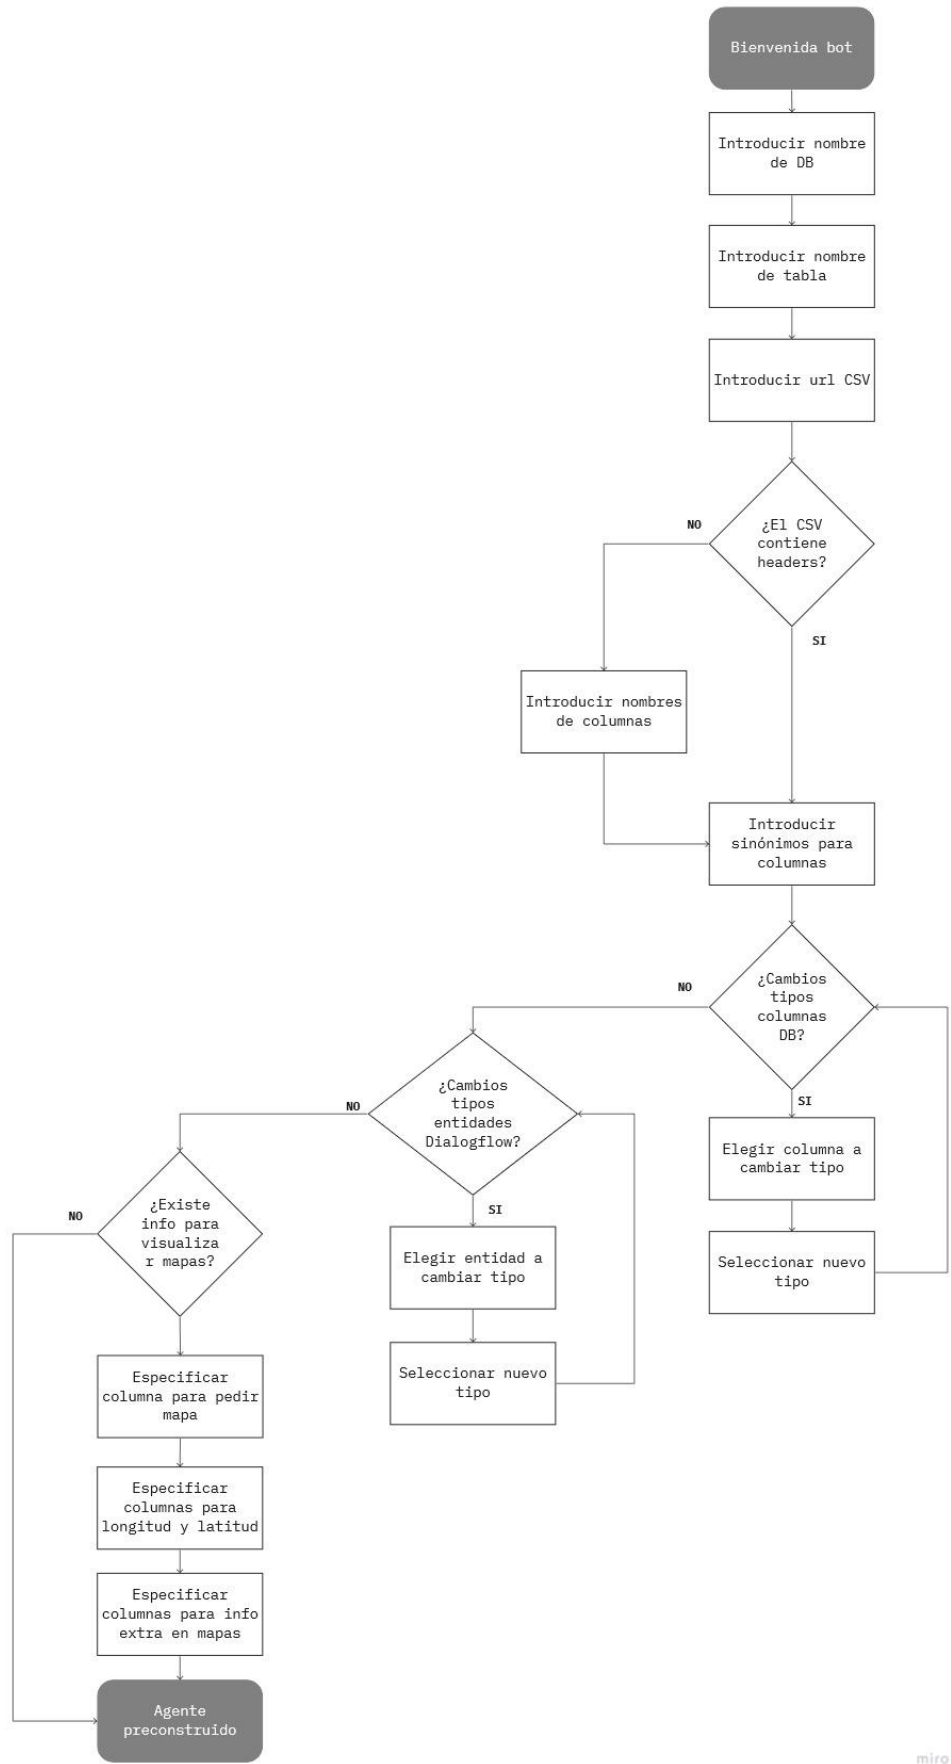 Bienvenida bot
Introducir nombre
de DB
Introducir nombre
de tabla
Introducir url CSV
¿El CSV
contiene
headers?
NO
SI
Introducir nombres
de columnas
Introducir
sinónimos para
columnas
¿Cambios
tipos
columnas
DB?
NO
SI
Elegir columna a
cambiar tipo
Seleccionar nuevo
tipo
¿Cambios
tipos
entidades
Dialogflow?
NO
SI
Elegir entidad a
cambiar tipo
Seleccionar nuevo
tipo
¿Existe
info para
visualiza
r mapas?
NO
Especificar
columna para pedir
mapa
Especificar
columnas para
longitud y latitud
Especificar
columnas para info
extra en mapas
Agente
preconstruido
miro